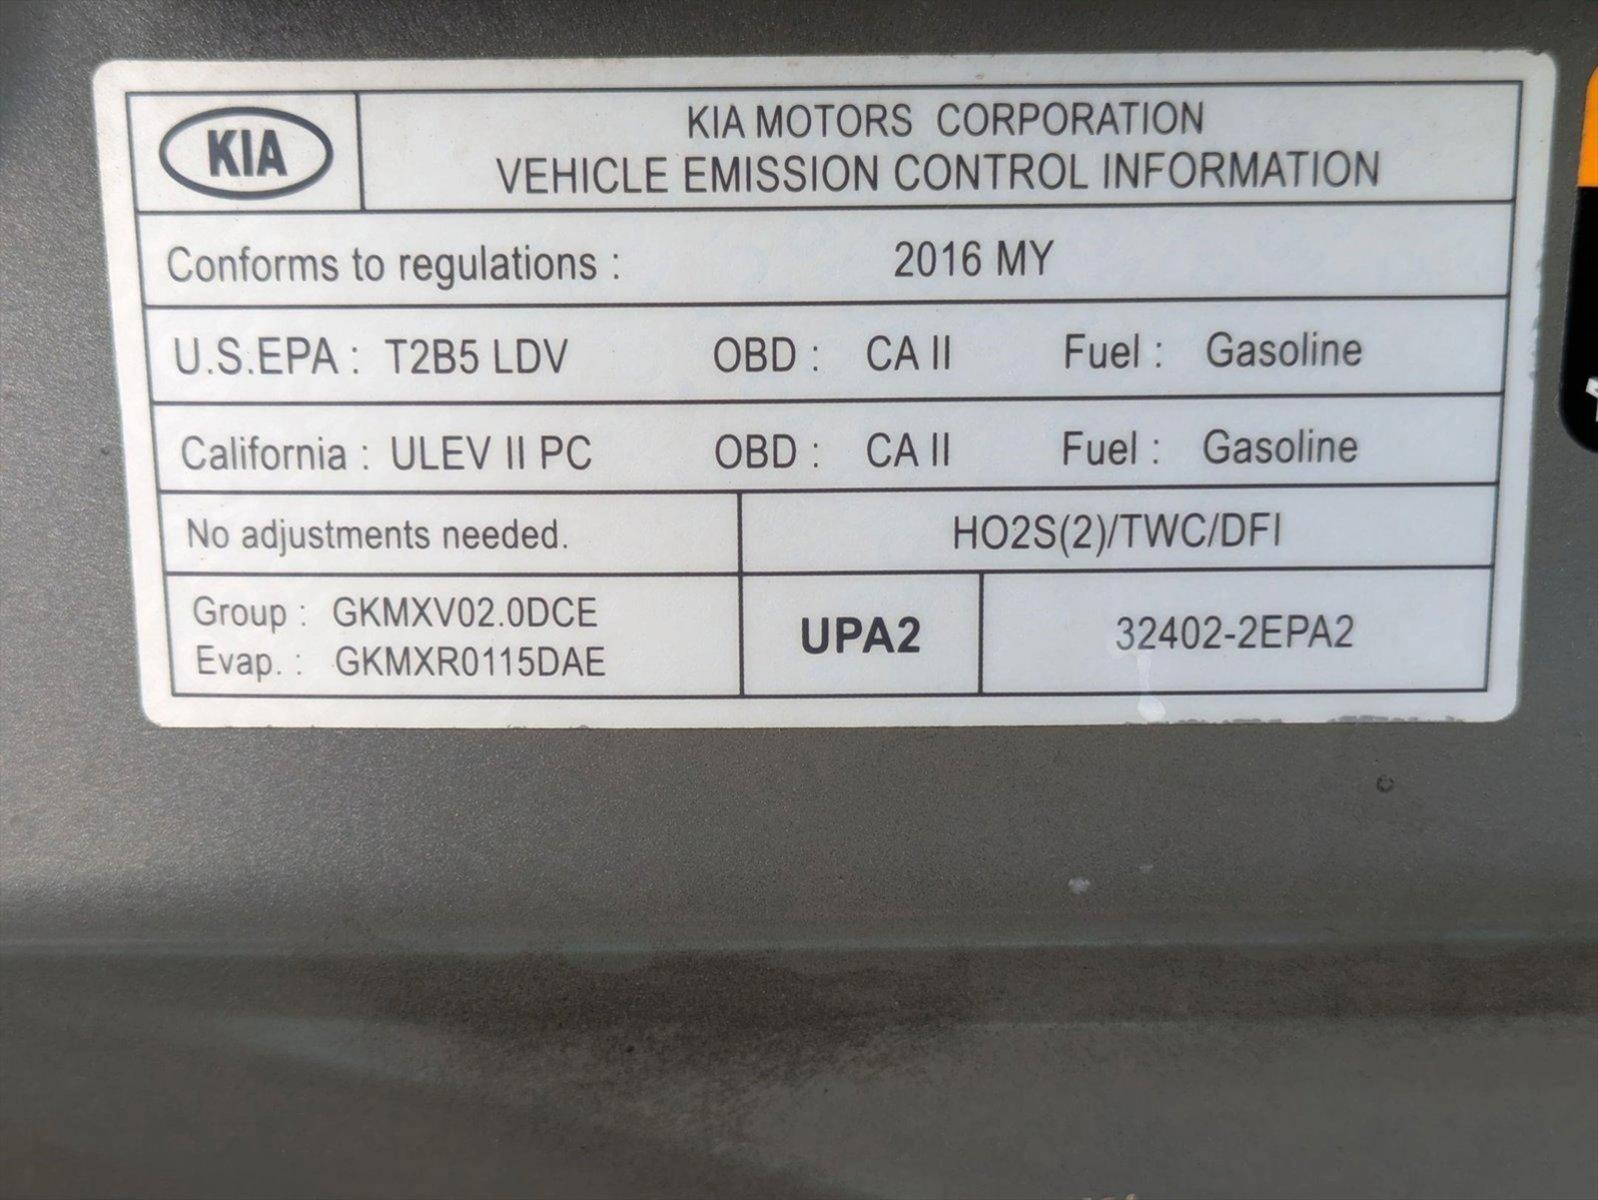 KIA
KIA MOTORS CORPORATION
VEHICLE EMISSION CONTROL INFORMATION
Conforms to regulations : 2016 MY
U.S.EPA : T2B5 LDV OBD : CA II Fuel : Gasoline
California : ULEV II PC OBD : CA II Fuel : Gasoline
No adjustments needed. HO2S(2)/TWC/DFI
Group : GKMXV02.0DCE
Evap. : GKMXR0115DAE
UPA2 32402-2EPA2